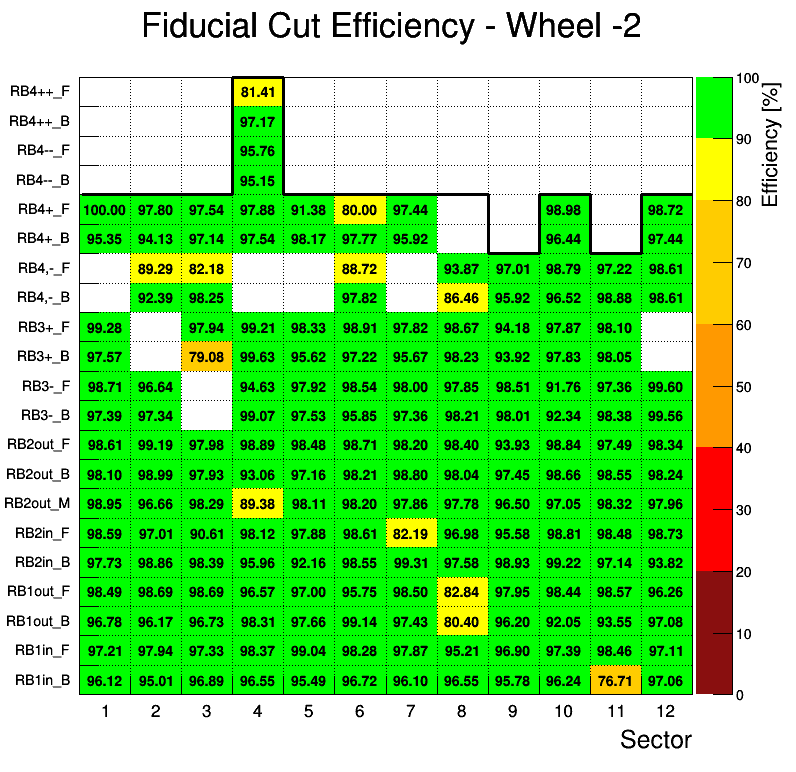 Fiducial Cut Efficiency - Wheel -2
RB4++_F 81.41
RB4++_B 97.17
RB4--_F 95.76
RB4--_B 95.15
RB4+_F 100.00 97.80 97.54 97.88 91.38 80.00 97.44 98.98 98.72
RB4+_B 95.35 94.13 97.14 97.54 98.17 97.77 95.92 96.44 97.44
RB4,-_F 89.29 82.18 88.72 93.87 97.01 98.79 97.22 98.61
RB4,-_B 92.39 98.25 97.82 86.46 95.92 96.52 98.88 98.61
RB3+_F 99.28 97.94 99.21 98.33 98.91 97.82 98.67 94.18 97.87 98.10
RB3+_B 97.57 79.08 99.63 95.62 97.22 95.67 98.23 93.92 97.83 98.05
RB3-_F 98.71 96.64 94.63 97.92 98.54 98.00 97.85 98.51 91.76 97.36 99.60
RB3-_B 97.39 97.34 99.07 97.53 95.85 97.36 98.21 98.01 92.34 98.38 99.56
RB2out_F 98.61 99.19 97.98 98.89 98.48 98.71 98.20 98.40 93.93 98.84 97.49 98.34
RB2out_B 98.10 98.99 97.93 93.06 97.16 98.21 98.80 98.04 97.45 98.66 98.55 98.24
RB2out_M 98.95 96.66 98.29 89.38 98.11 98.20 97.86 97.78 96.50 97.05 98.32 97.96
RB2in_F 98.59 97.01 90.61 98.12 97.88 98.61 82.19 96.98 95.58 98.81 98.48 98.73
RB2in_B 97.73 98.86 98.39 95.96 92.16 98.55 99.31 97.58 98.93 99.22 97.14 93.82
RB1out_F 98.49 98.69 98.69 96.57 97.00 95.75 98.50 82.84 97.95 98.44 98.57 96.26
RB1out_B 96.78 96.17 96.73 98.31 97.66 99.14 97.43 80.40 96.20 92.05 93.55 97.08
RB1in_F 97.21 97.94 97.33 98.37 99.04 98.28 97.87 95.21 96.90 97.39 98.46 97.11
RB1in_B 96.12 95.01 96.89 96.55 95.49 96.72 96.10 96.55 95.78 96.24 76.71 97.06
1 2 3 4 5 6 7 8 9 10 11 12
Sector
100
90
80
70
60
50
40
30
20
10
0
Efficiency [%]